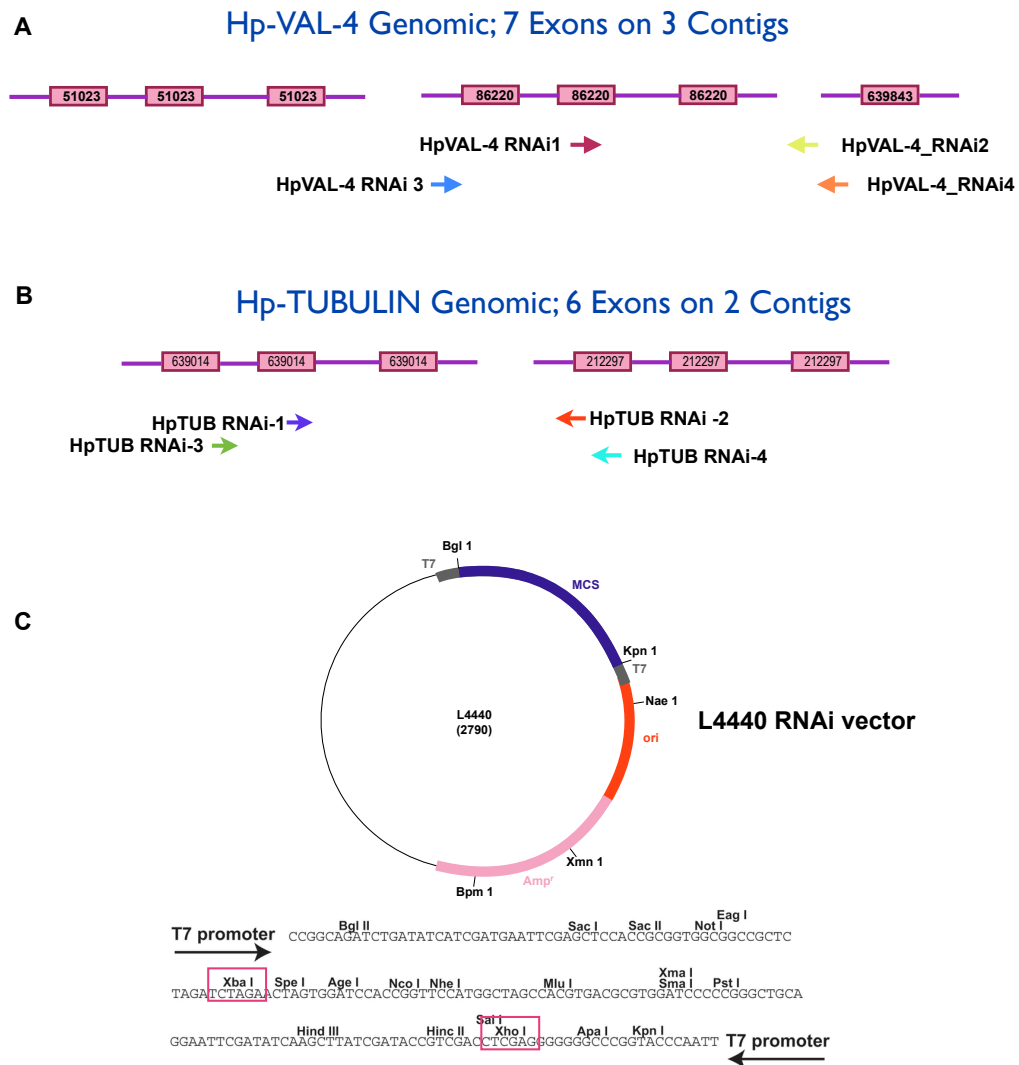 A
Hp-VAL-4 Genomic; 7 Exons on 3 Contigs
51023 51023 51023 86220 86220 86220 639843
HpVAL-4 RNAi1 HpVAL-4_RNAi2
HpVAL-4 RNAi 3 HpVAL-4_RNAi4
B
Hp-TUBULIN Genomic; 6 Exons on 2 Contigs
639014 639014 639014 212297 212297 212297
HpTUB RNAi-1 HpTUB RNAi -2
HpTUB RNAi-3 HpTUB RNAi-4
C
Bgl 1
T7
MCS
Kpn 1
T7
Nae 1
L4440
(2790)
L4440 RNAi vector
ori
Xmn 1
Ampr
Bpm 1
Eag I
Bgl II Sac I Sac II Not I
T7 promoter CCGGCAGATCTGATATCATCGATGAATTCGAGCTCCACCGCGGTGGCGGCCGCTC
Xma I
Xba I Spe I Age I Nco I Nhe I Mlu I Sma I Pst I
TAGATCTAGAACTAGTGGATCCACCGGTTCCATGGCTAGCCACGTGACGCGTGGATCCCCCGGGCTGCA
Sal I
Hind III Hinc II Xho I Apa I Kpn I
GGAATTCGATATCAAGCTTATCGATACCGTCGACCTCGAGGGGGGGCCCGGTACCCAATT T7 promoter